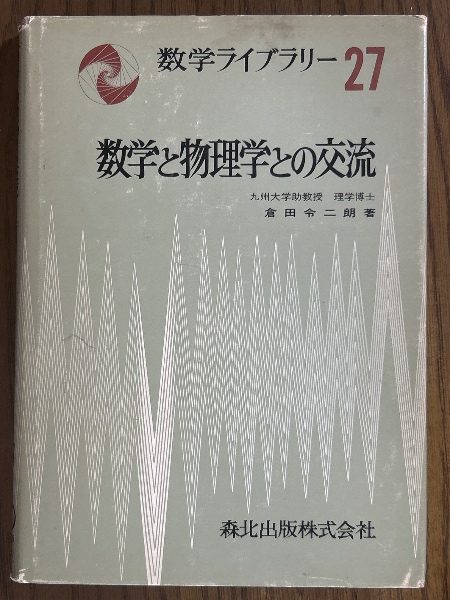 数学ライブラリー 27
数学と物理学との交流
九州大学助教授 理学博士
倉田令二朗著
森北出版株式会社